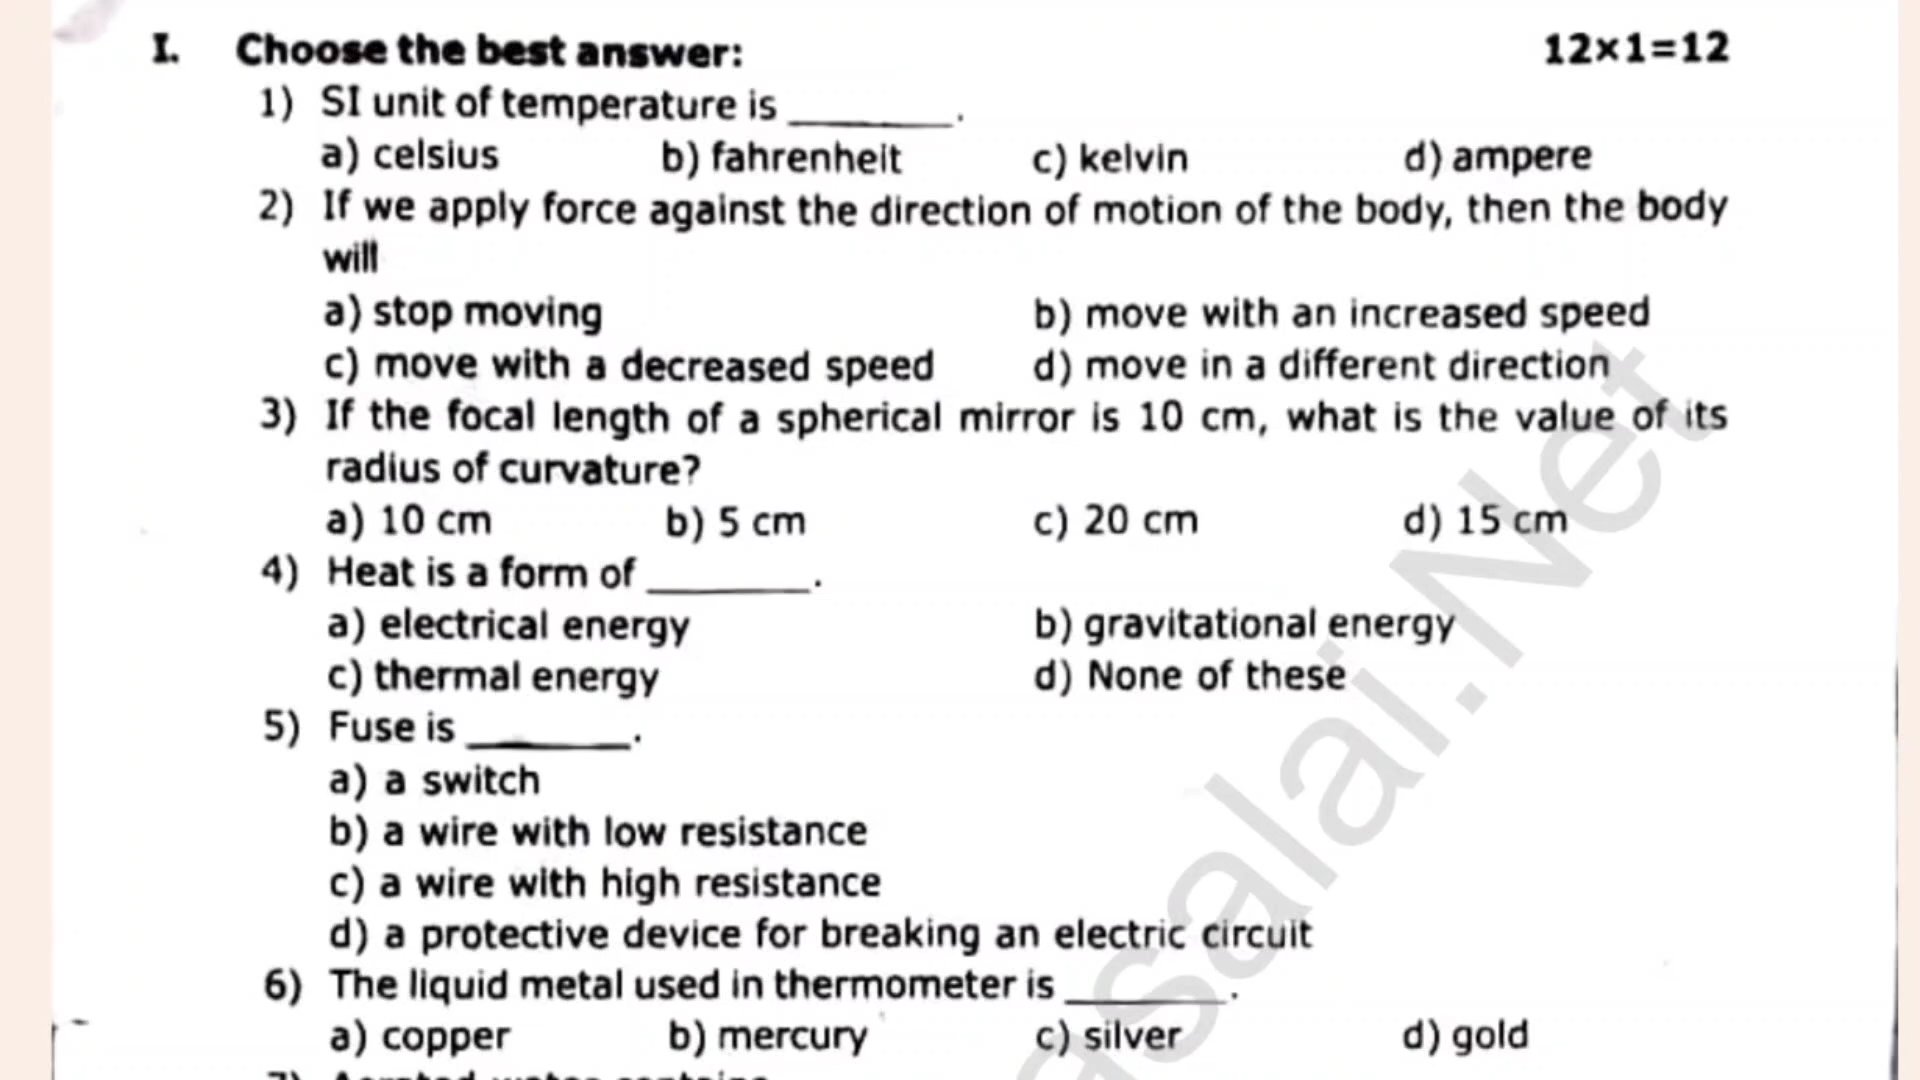 I. Choose the best answer: 12×1=12
1) SI unit of temperature is ________.
a) celsius b) fahrenheit c) kelvin d) ampere
2) If we apply force against the direction of motion of the body, then the body
will
a) stop moving b) move with an increased speed
c) move with a decreased speed d) move in a different direction
3) If the focal length of a spherical mirror is 10 cm, what is the value of its
radius of curvature?
a) 10 cm b) 5 cm c) 20 cm d) 15 cm
4) Heat is a form of ________.
a) electrical energy b) gravitational energy
c) thermal energy d) None of these
5) Fuse is ________.
a) a switch
b) a wire with low resistance
c) a wire with high resistance
d) a protective device for breaking an electric circuit
6) The liquid metal used in thermometer is ________.
a) copper b) mercury c) silver d) gold
7) Aerated water contains
asalai.Net